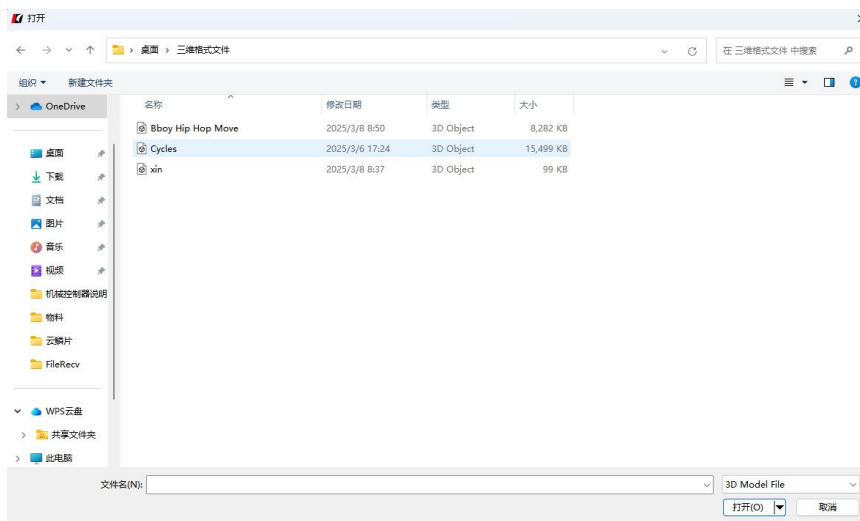 打开
桌面 › 三维格式文件
在 三维格式文件 中搜索
组织 新建文件夹
OneDrive
桌面
下载
文档
图片
音乐
视频
机械控制器说明
物料
云鳞片
FileRecv
WPS云盘
共享文件夹
此电脑
名称 修改日期 类型 大小
Bboy Hip Hop Move 2025/3/8 8:50 3D Object 8,282 KB
Cycles 2025/3/6 17:24 3D Object 15,499 KB
xin 2025/3/8 8:37 3D Object 99 KB
文件名(N):
3D Model File
打开(O) 取消